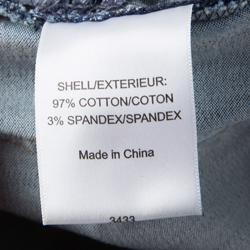 SHELL/EXTERIEUR:
97% COTTON/COTON
3% SPANDEX/SPANDEX
Made in China
3433